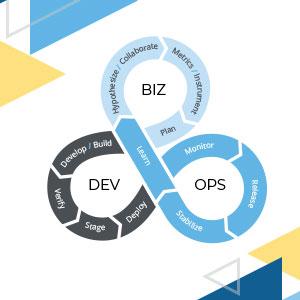 Hypothesize / Collaborate
Metrics / Instrument
BIZ
Plan
Learn
Develop / Build
Monitor
DEV
OPS
Verify
Release
Stage
Deploy
Stabilize